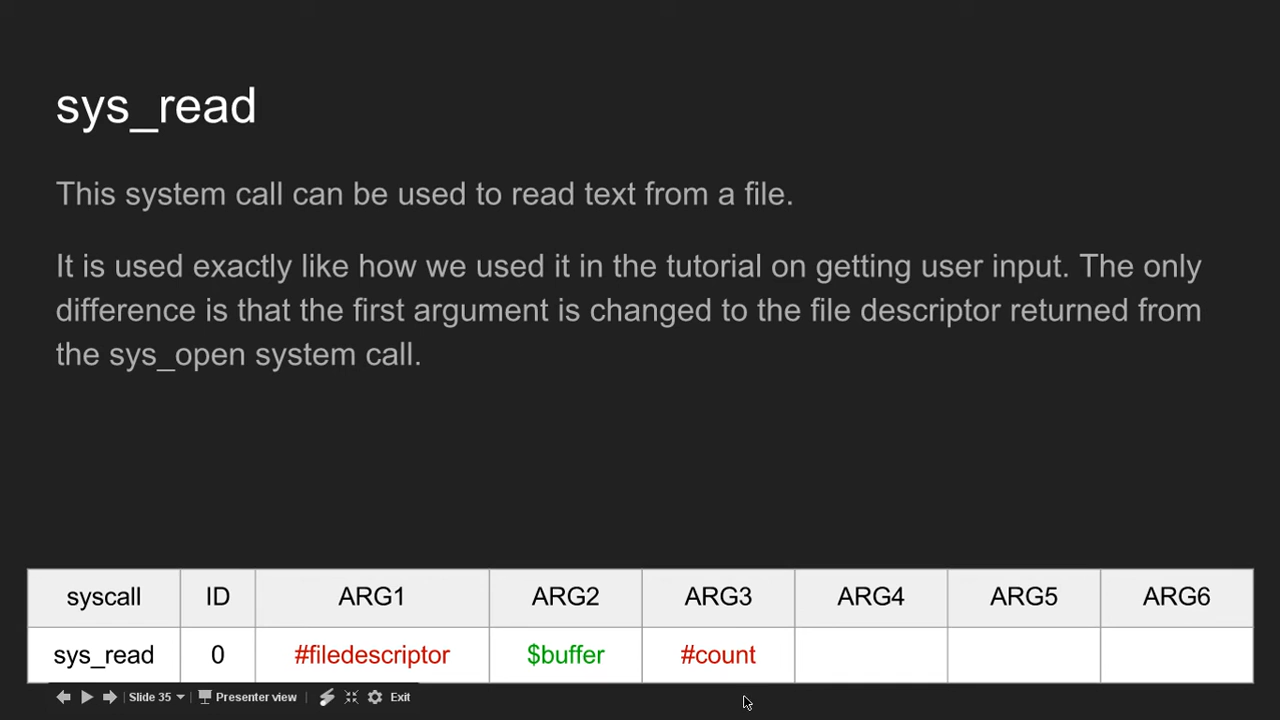 sys_read
This system call can be used to read text from a file.
It is used exactly like how we used it in the tutorial on getting user input. The only
difference is that the first argument is changed to the file descriptor returned from
the sys_open system call.
syscall ID ARG1 ARG2 ARG3 ARG4 ARG5 ARG6
sys_read 0 #filedescriptor $buffer #count
Slide 35 Presenter view Exit